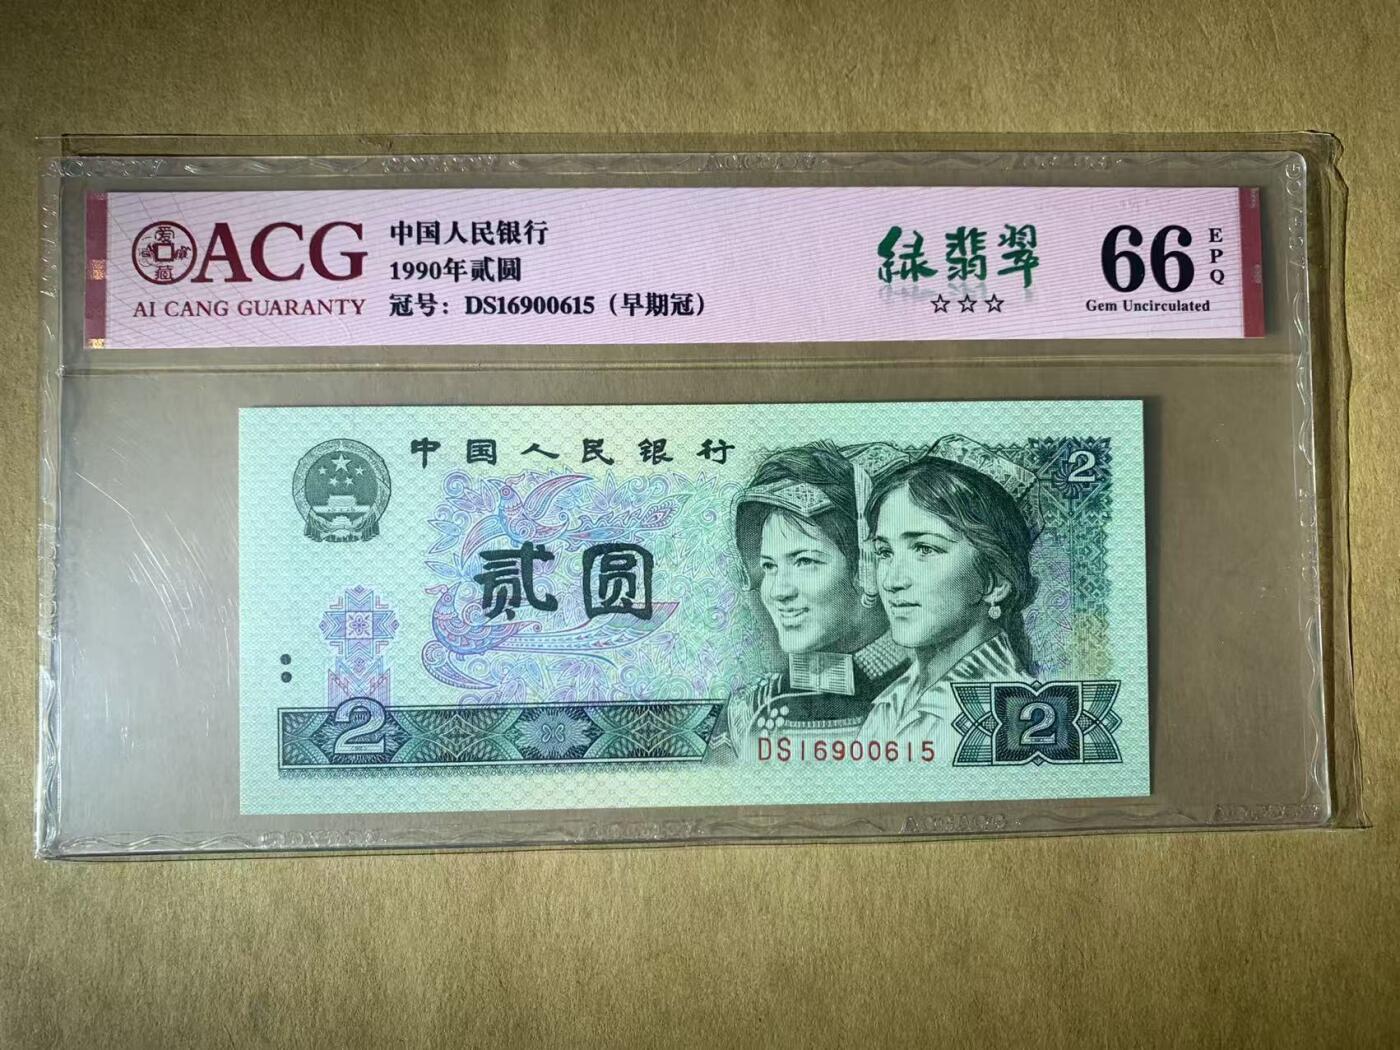 ACG
AI CANG GUARANTY
中国人民银行
1990年贰圆
冠号：DS16900615（早期冠）
绿翡翠
☆☆☆
66
EPQ
Gem Uncirculated
中国人民银行
2
贰圆
2
DS16900615
2